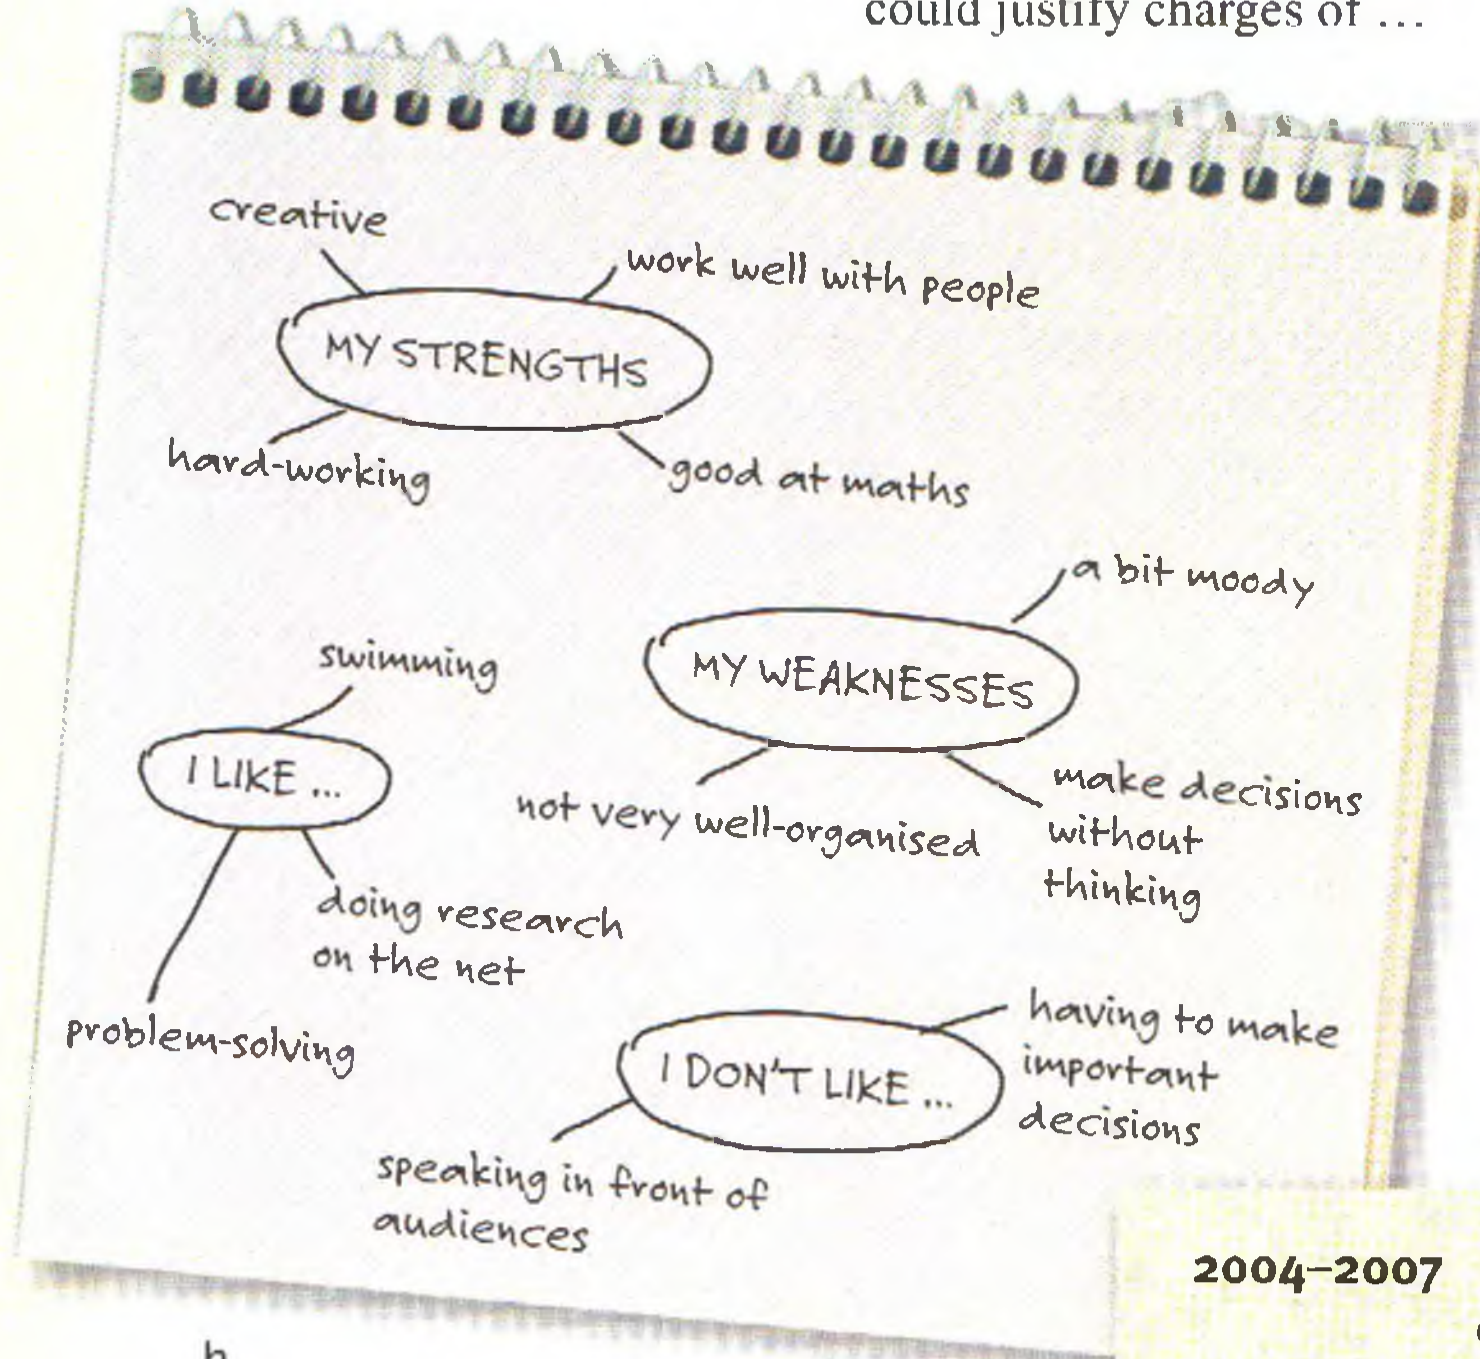 could justify charges of ...
creative
work well with people
MY STRENGTHS
hard-working
good at maths
a bit moody
swimming
MY WEAKNESSES
I LIKE ...
not very well-organised
make decisions
without
thinking
doing research
on the net
problem-solving
having to make
important
decisions
I DON'T LIKE ...
speaking in front of
audiences
2004–2007